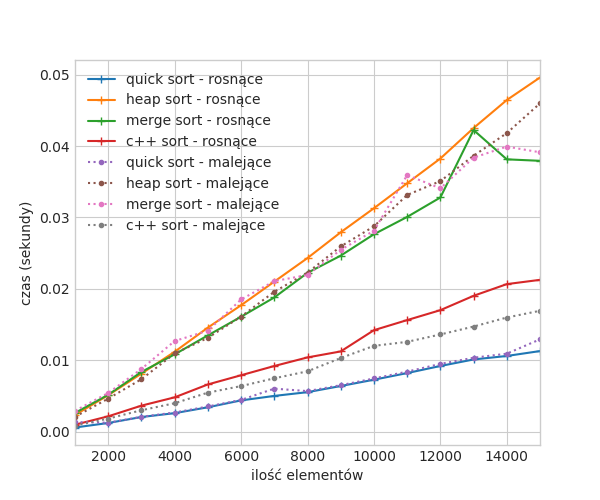 0.05
0.04
0.03
0.02
0.01
0.00
czas (sekundy)
quick sort - rosnące
heap sort - rosnące
merge sort - rosnące
c++ sort - rosnące
quick sort - malejące
heap sort - malejące
merge sort - malejące
c++ sort - malejące
2000 4000 6000 8000 10000 12000 14000
ilość elementów